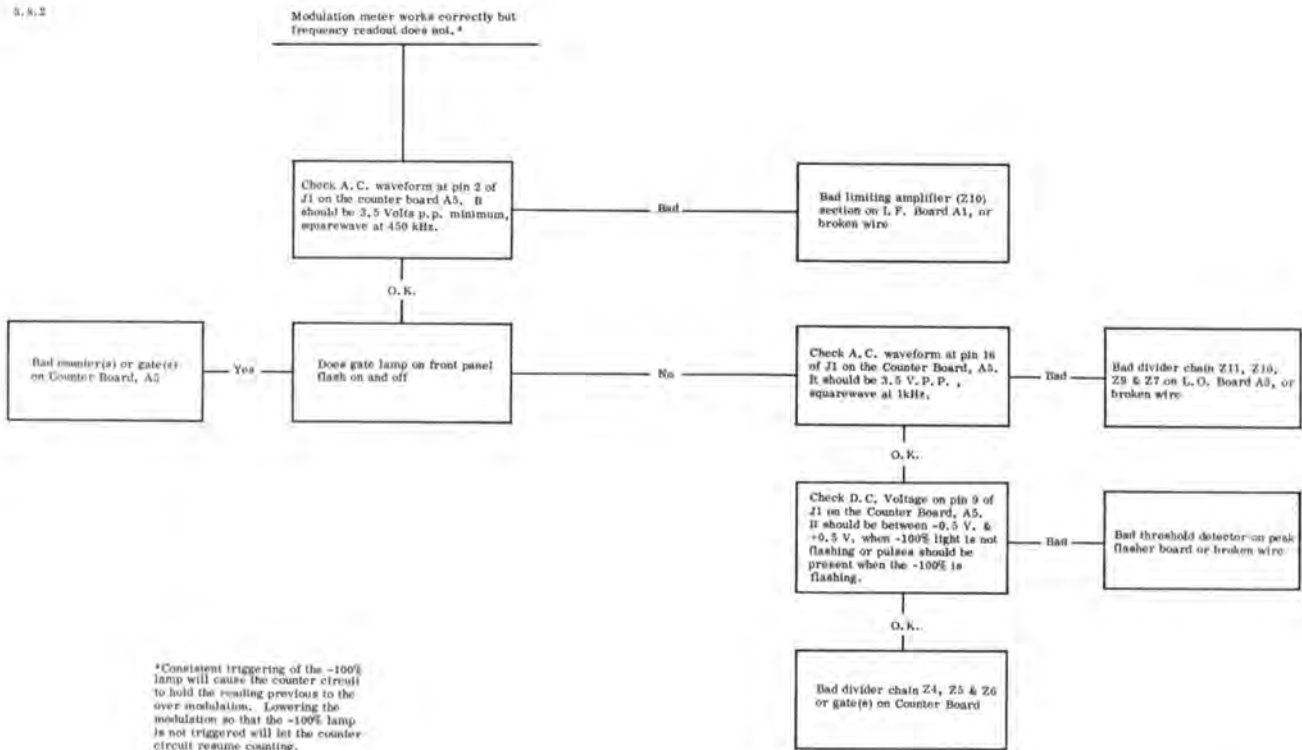 5.8.2
Modulation meter works correctly but
frequency readout does not.*
Check A.C. waveform at pin 2 of
J1 on the counter board A5. It
should be 3.5 Volts p.p. minimum,
squarewave at 450 kHz.
Bad
Bad limiting amplifier (Z10)
section on I.F. Board A1, or
broken wire
O.K.
Bad counter(s) or gate(s)
on Counter Board, A5
Yes
Does gate lamp on front panel
flash on and off
No
Check A.C. waveform at pin 16
of J1 on the Counter Board, A5.
It should be 3.5 V.P.P.,
squarewave at 1kHz.
Bad
Bad divider chain Z11, Z10,
Z9 & Z7 on L.O. Board A3, or
broken wire
O.K.
Check D.C. Voltage on pin 9 of
J1 on the Counter Board, A5.
It should be between -0.5 V. &
+0.5 V. when -100% light is not
flashing or pulses should be
present when the -100% is
flashing.
Bad
Bad threshold detector on peak
flasher board or broken wire
O.K.
Bad divider chain Z4, Z5 & Z6
or gate(s) on Counter Board
*Consistent triggering of the -100%
lamp will cause the counter circuit
to hold the reading previous to the
over modulation. Lowering the
modulation so that the -100% lamp
is not triggered will let the counter
circuit resume counting.